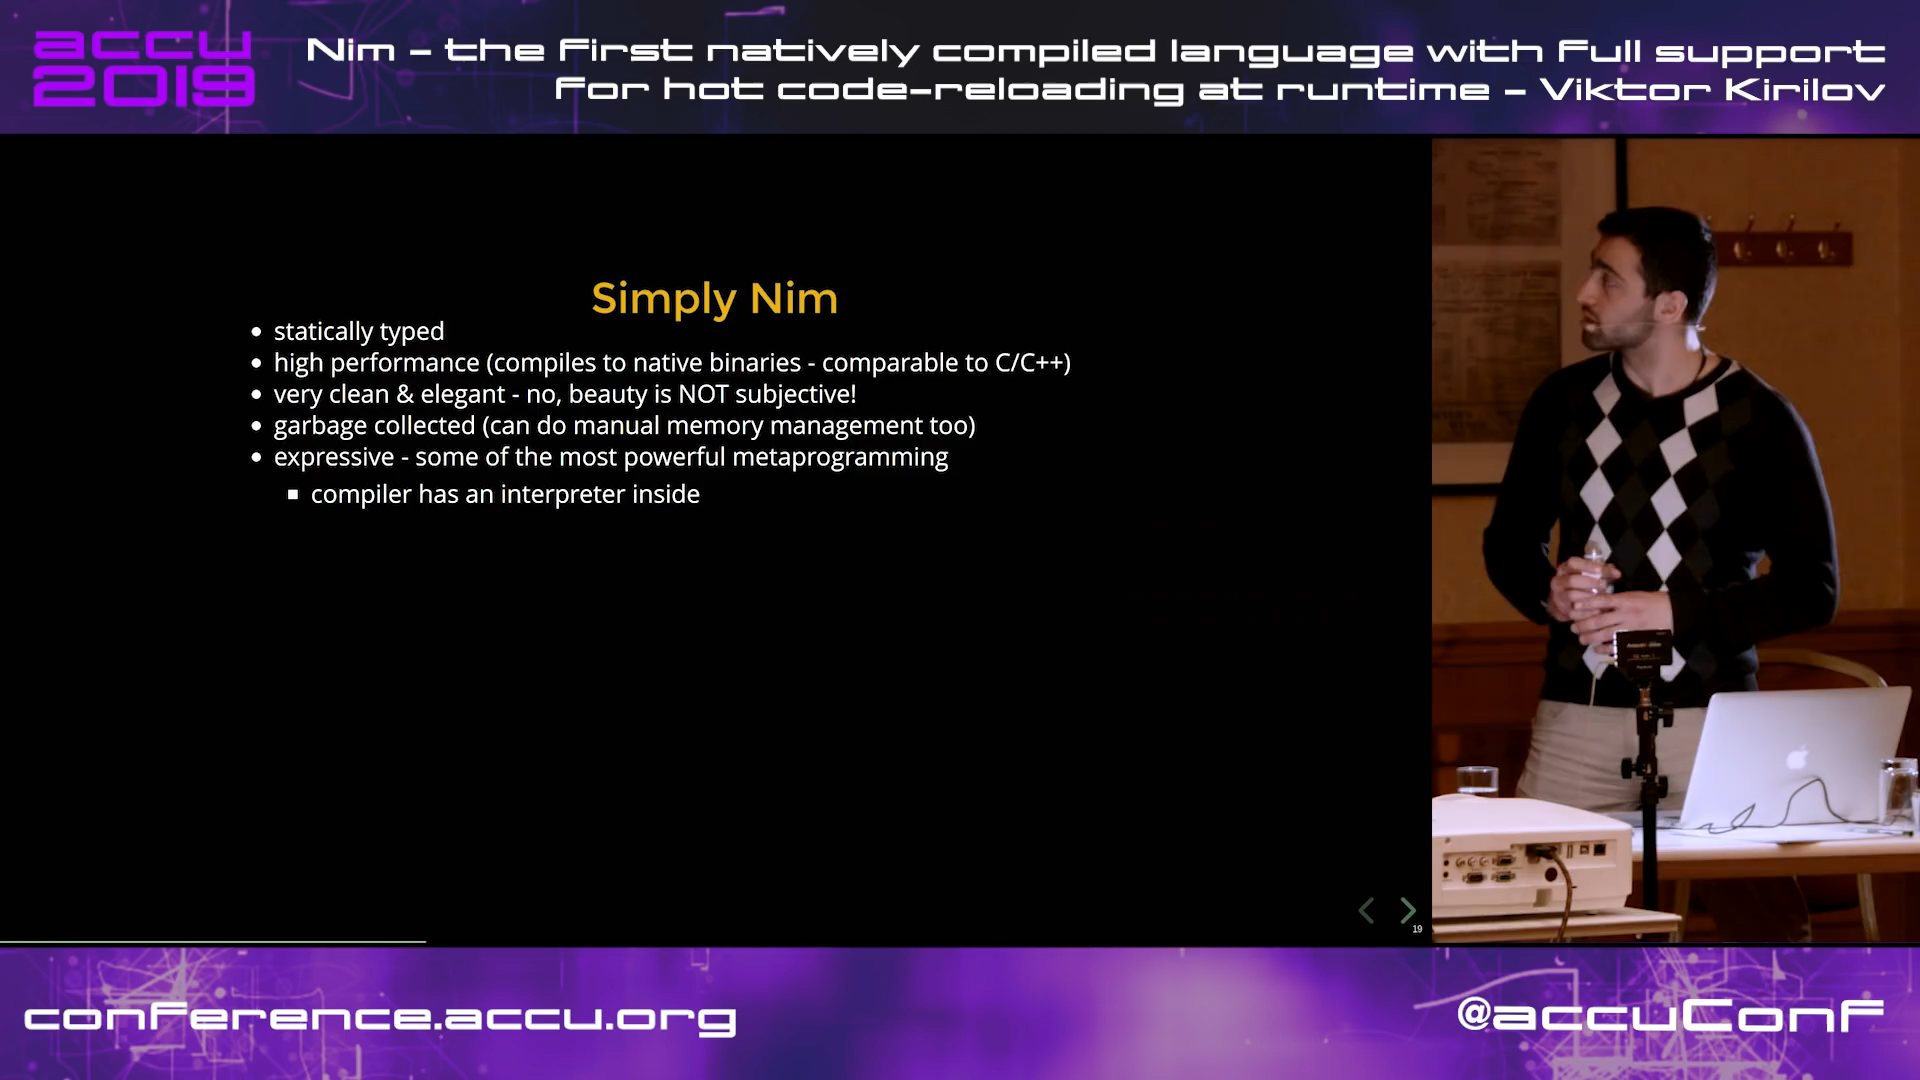 accu
2019
Nim - the first natively compiled language with full support
for hot code-reloading at runtime - Viktor Kirilov
Simply Nim
• statically typed
• high performance (compiles to native binaries - comparable to C/C++)
• very clean & elegant - no, beauty is NOT subjective!
• garbage collected (can do manual memory management too)
• expressive - some of the most powerful metaprogramming
▪ compiler has an interpreter inside
19
conference.accu.org
@accuConf